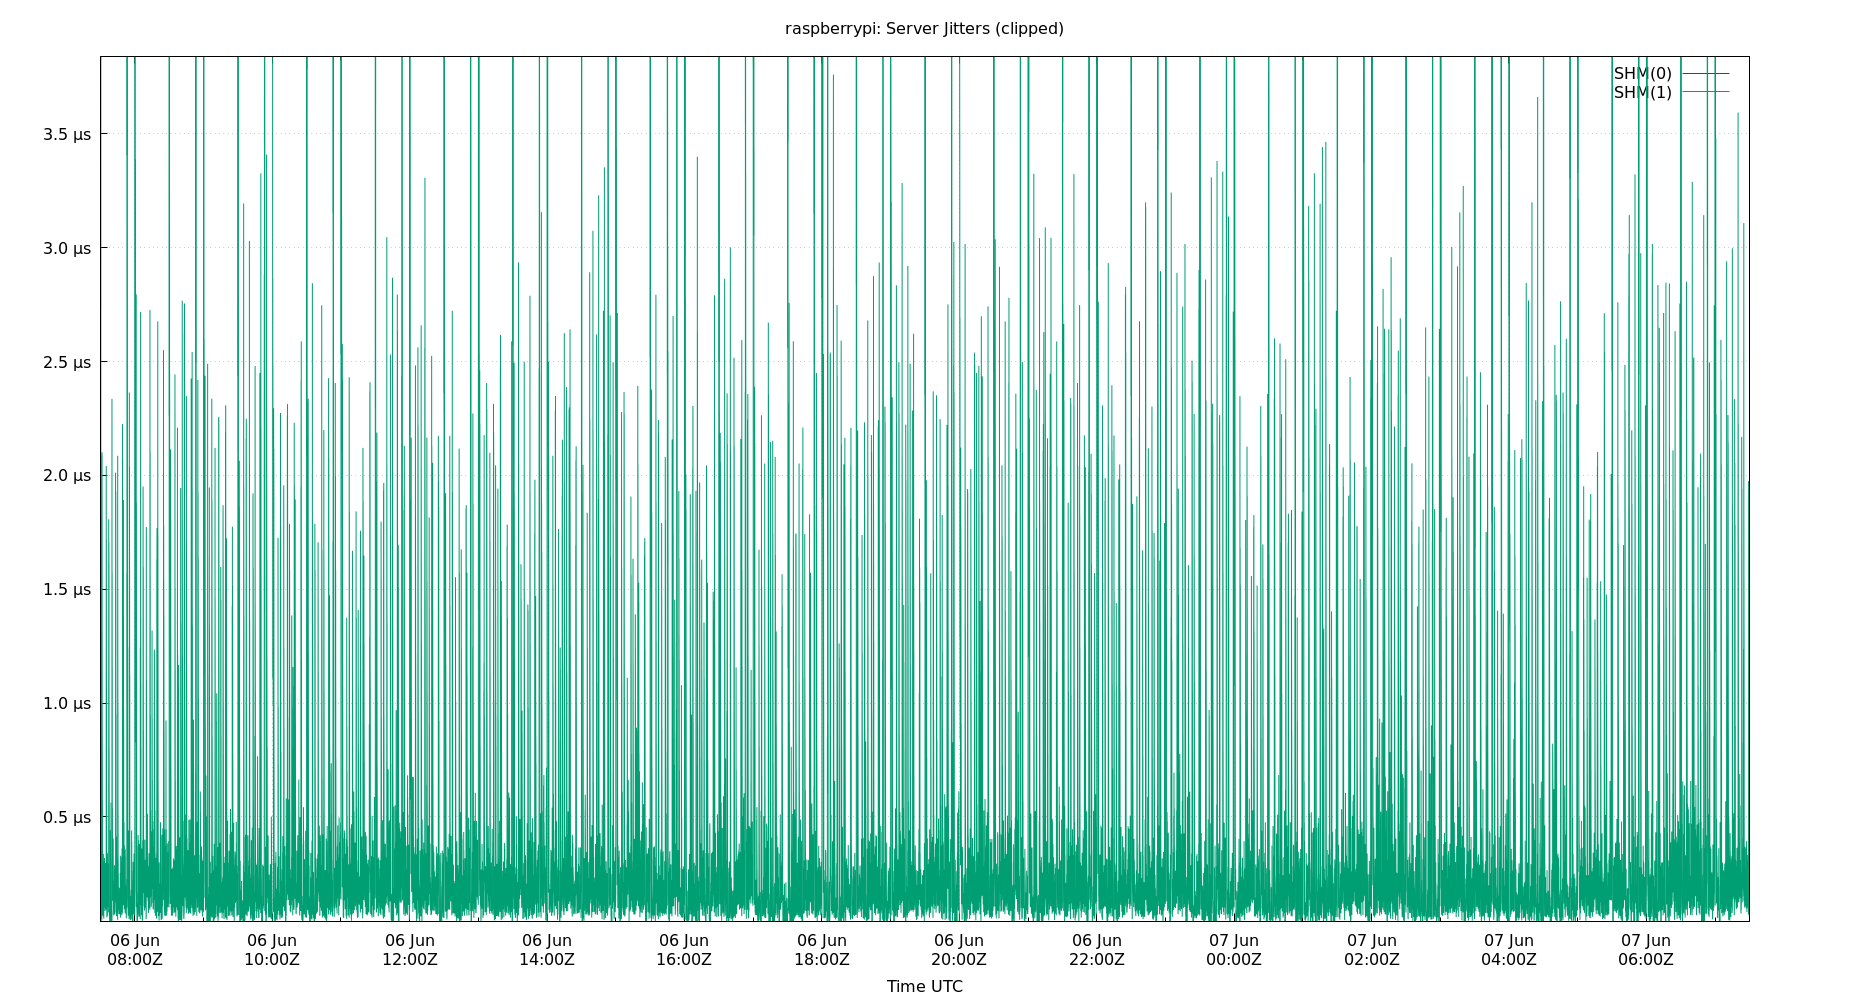 raspberrypi: Server Jitters (clipped)
SHM(0)
SHM(1)
3.5 µs
3.0 µs
2.5 µs
2.0 µs
1.5 µs
1.0 µs
0.5 µs
06 Jun 06 Jun 06 Jun 06 Jun 06 Jun 06 Jun 06 Jun 06 Jun 07 Jun 07 Jun 07 Jun 07 Jun
08:00Z 10:00Z 12:00Z 14:00Z 16:00Z 18:00Z 20:00Z 22:00Z 00:00Z 02:00Z 04:00Z 06:00Z
Time UTC